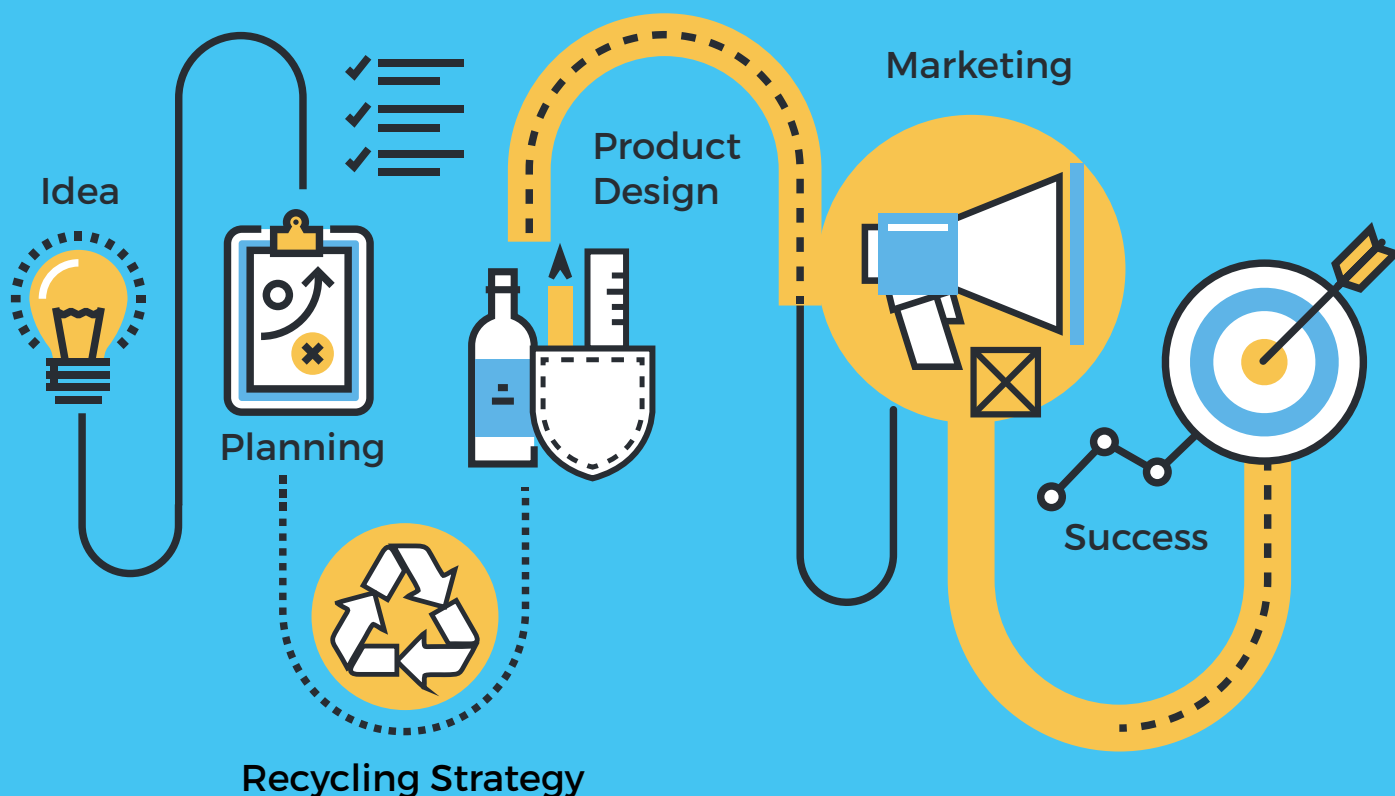 Idea
Planning
Recycling Strategy
Product
Design
Marketing
Success